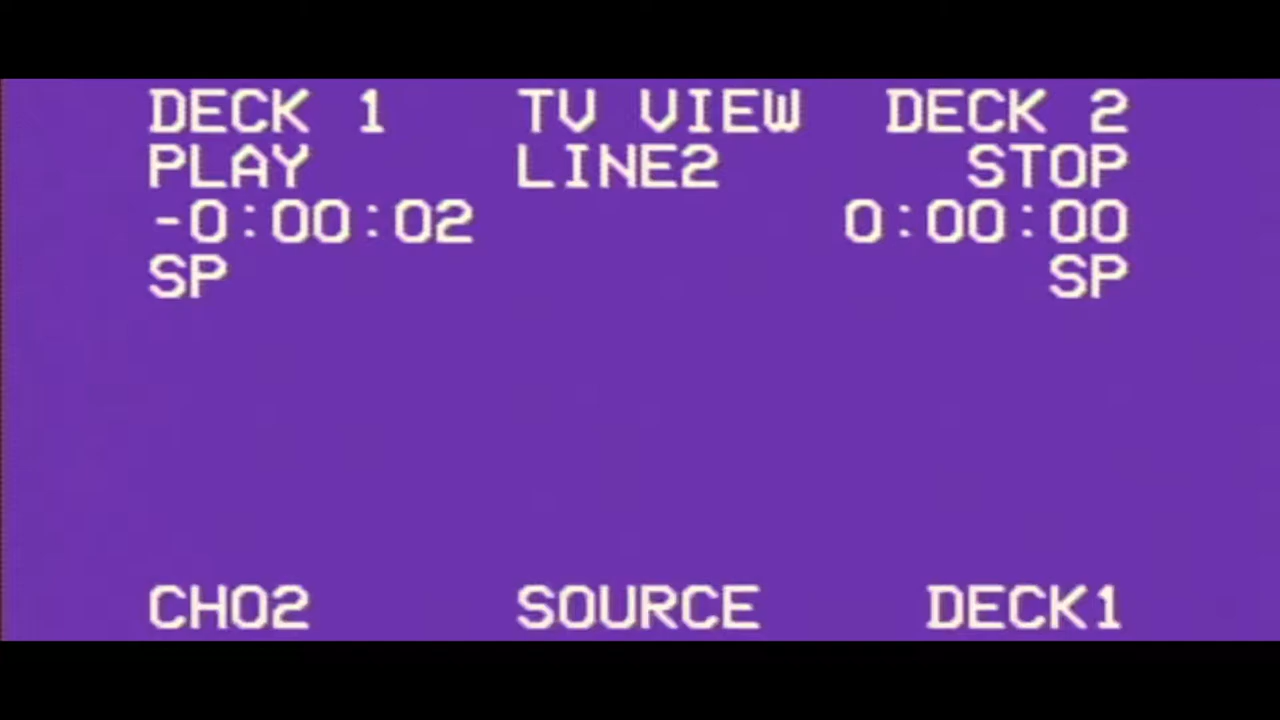 DECK 1 TV VIEW DECK 2
PLAY LINE2 STOP
-0:00:02 0:00:00
SP SP
CH02 SOURCE DECK1